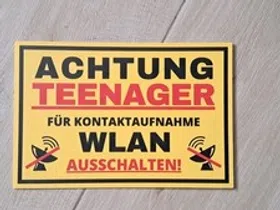 ACHTUNG
TEENAGER
FÜR KONTAKTAUFNAHME
WLAN
AUSSCHALTEN!